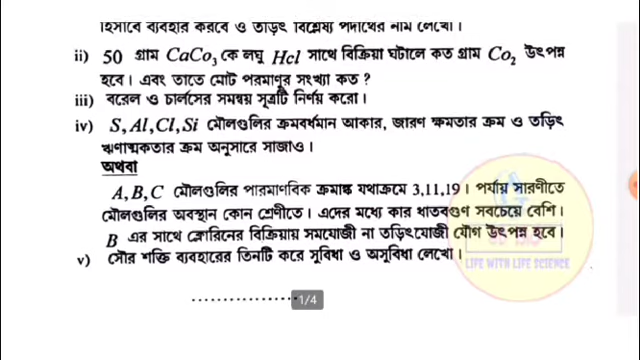 হিসাবে ব্যবহার করবে ও তড়িৎ বিশ্লেষ্য পদার্থের নাম লেখো।
ii) 50 গ্রাম CaCo₃ কে লঘু Hcl সাথে বিক্রিয়া ঘটালে কত গ্রাম Co₂ উৎপন্ন
হবে। এবং তাতে মোট পরমাণুর সংখ্যা কত ?
iii) বয়েল ও চার্লসের সমন্বয় সূত্রটি নির্ণয় করো।
iv) S, Al, Cl, Si মৌলগুলির ক্রমবর্ধমান আকার, জারণ ক্ষমতার ক্রম ও তড়িৎ
ঋণাত্মকতার ক্রম অনুসারে সাজাও।
অথবা
A, B, C মৌলগুলির পারমাণবিক ক্রমাঙ্ক যথাক্রমে 3,11,19। পর্যায় সারণীতে
মৌলগুলির অবস্থান কোন শ্রেণীতে। এদের মধ্যে কার ধাতবগুণ সবচেয়ে বেশি।
B এর সাথে ক্লোরিনের বিক্রিয়ায় সমযোজী না তড়িৎযোজী যৌগ উৎপন্ন হবে।
v) সৌর শক্তি ব্যবহারের তিনটি করে সুবিধা ও অসুবিধা লেখো।
LIFE WITH LIFE SCIENCE
1/4